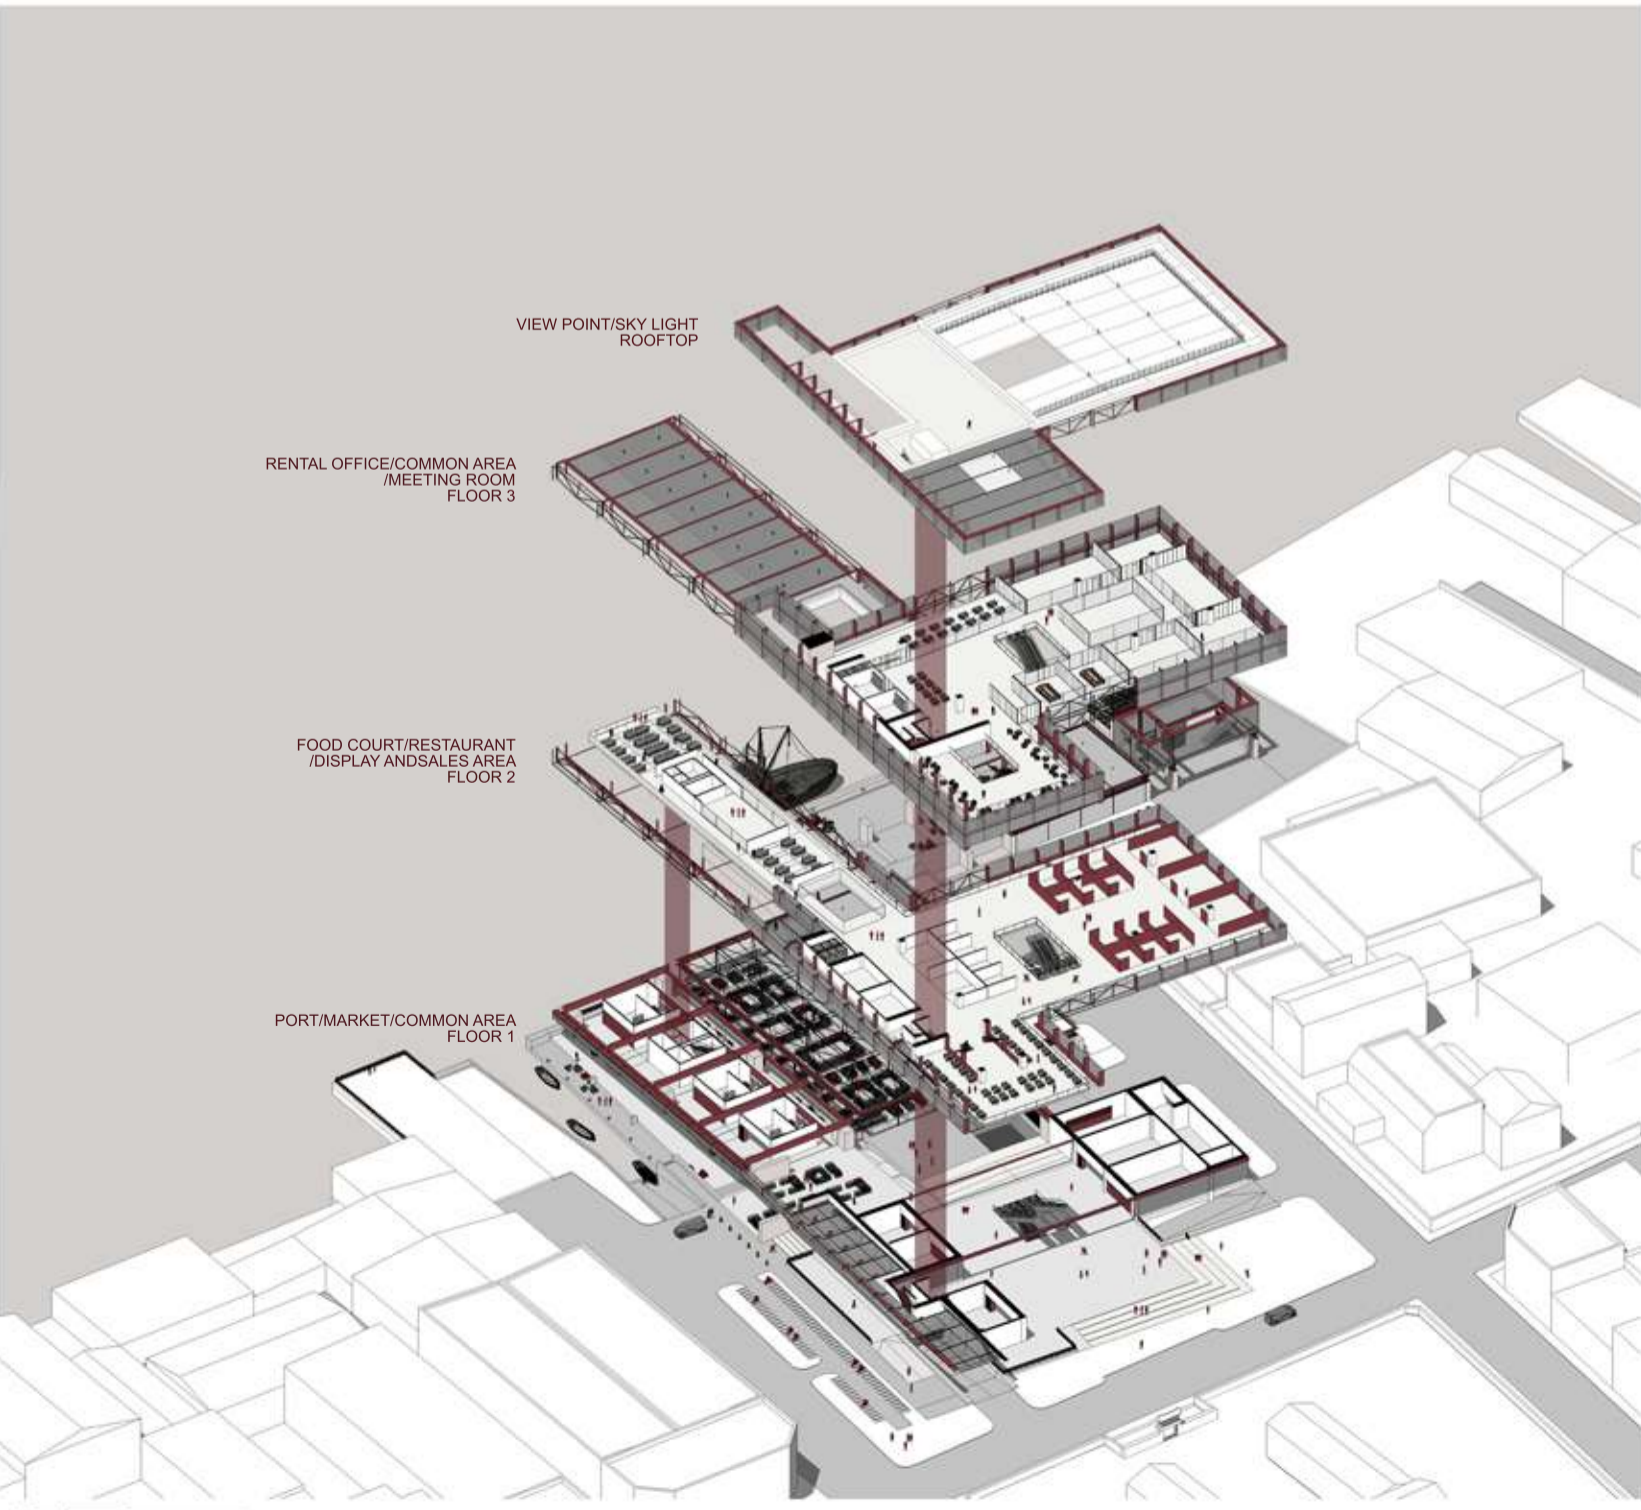 VIEW POINT/SKY LIGHT
ROOFTOP
RENTAL OFFICE/COMMON AREA
/MEETING ROOM
FLOOR 3
FOOD COURT/RESTAURANT
/DISPLAY ANDSALES AREA
FLOOR 2
PORT/MARKET/COMMON AREA
FLOOR 1